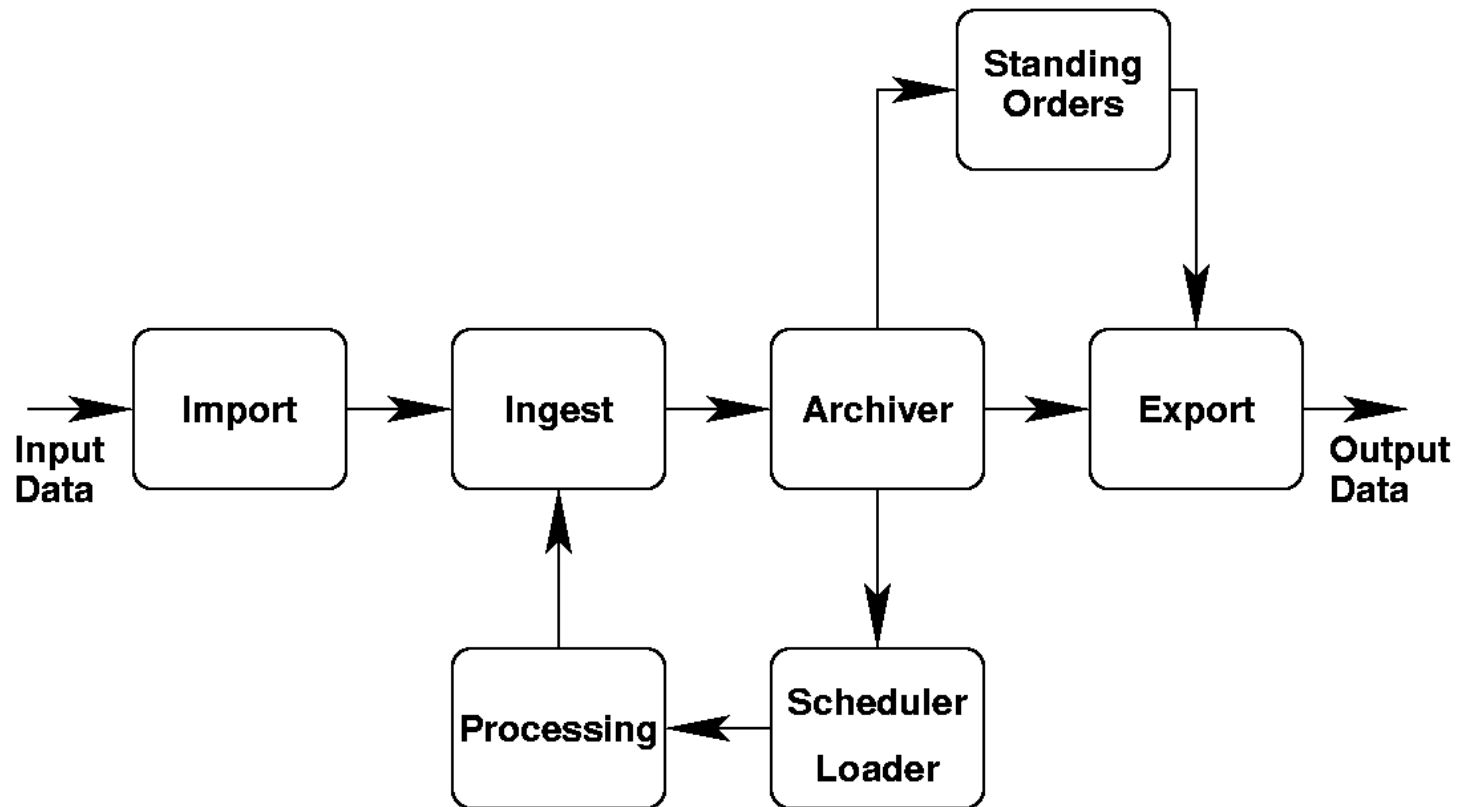 Standing
Orders
Import
Ingest
Archiver
Export
Input
Data
Output
Data
Processing
Scheduler
Loader